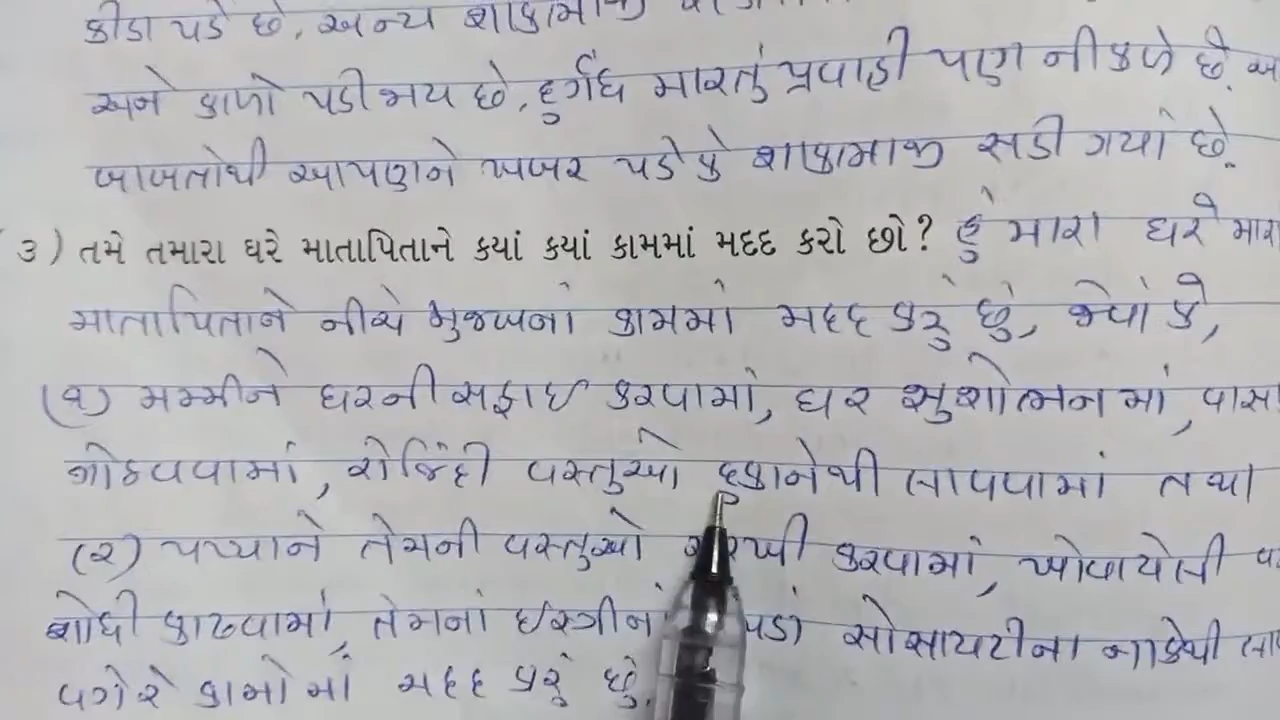 કીડા પડે છે. અન્ય શાકભાજી
અને કાળો પડી જાય છે. દુર્ગંધ મારતું પ્રવાહી પણ નીકળે છે.
બાબતોથી આપણને ખબર પડે કે શાકભાજી સડી ગયાં છે.
૩) તમે તમારા ઘરે માતાપિતાને કયાં કયાં કામમાં મદદ કરો છો? હું મારા ઘરે મારા
માતાપિતાને નીચે મુજબનાં કામમાં મદદ કરું છું, જેવાં કે,
(૧) મમ્મીને ઘરની સફાઇ કરવામાં, ઘર સુશોભનમાં,
ગોઠવવામાં, રોજિંદી વસ્તુઓ દુકાનેથી લાવવામાં તથા
(૨) પપ્પાને તેમની વસ્તુઓ કરવામાં, ખોવાયેલી
શોધી કાઢવામાં, તેમનાં ઈસ્ત્રીનાં સોસાયટીના નાકેથી
વગેરે કામોમાં મદદ કરું છું.